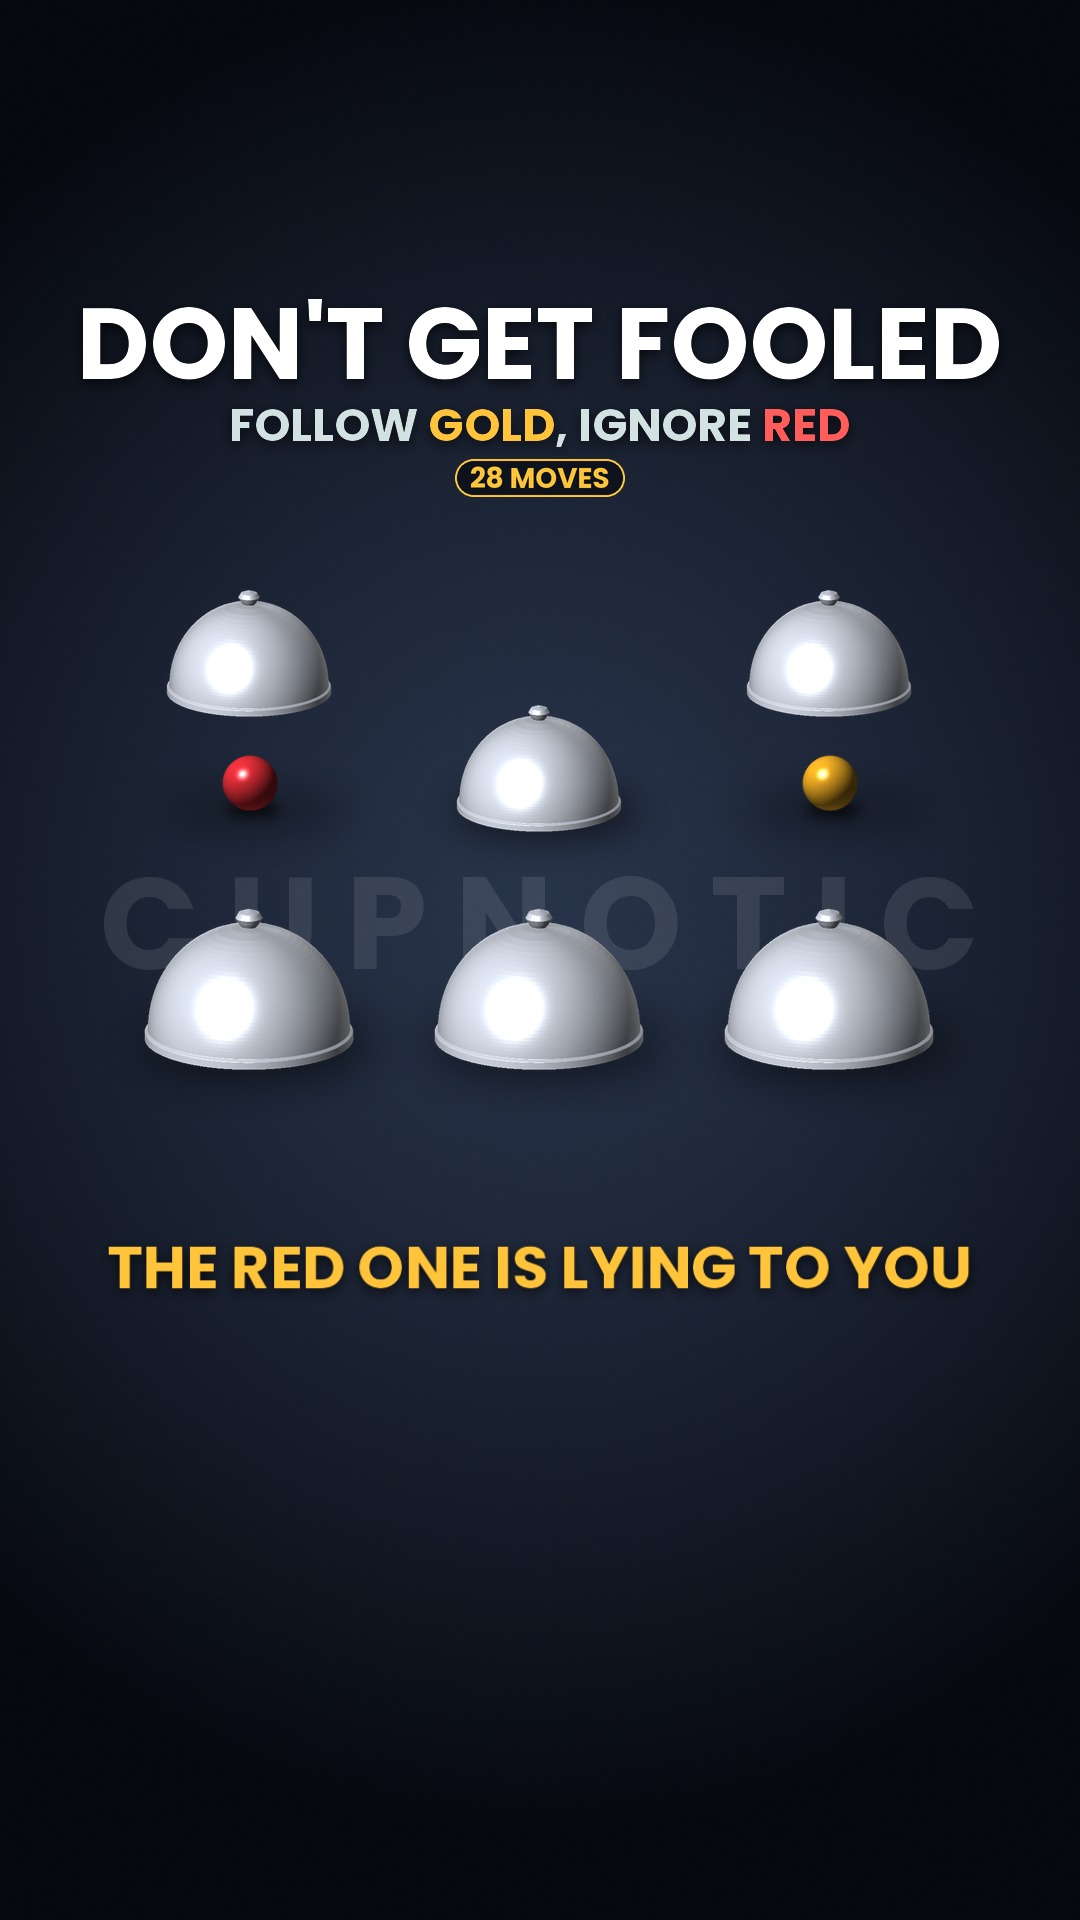 DON'T GET FOOLED
FOLLOW GOLD, IGNORE RED
28 MOVES
CUPNOTIC
THE RED ONE IS LYING TO YOU